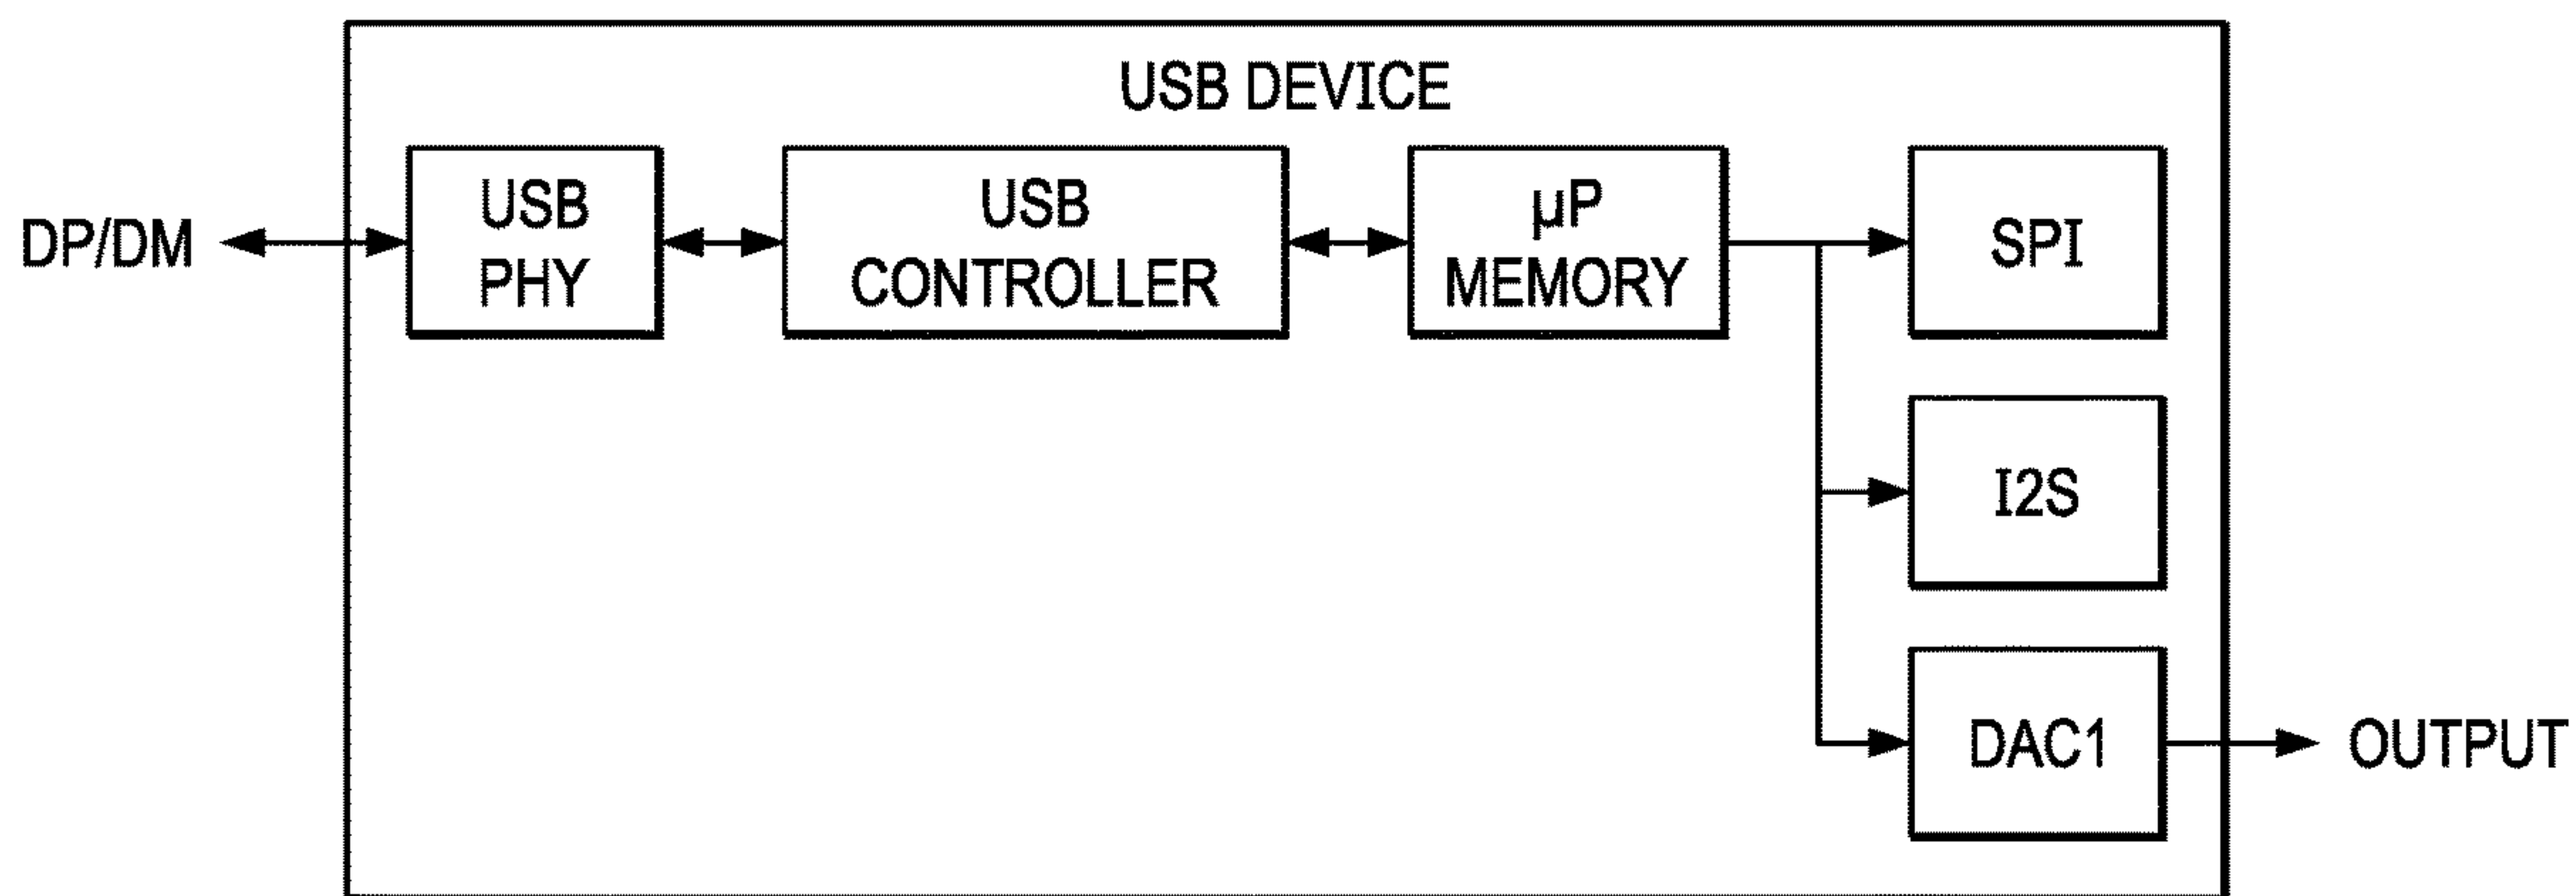 USB DEVICE
DP/DM
USB
PHY
USB
CONTROLLER
µP
MEMORY
SPI
I2S
DAC1
OUTPUT